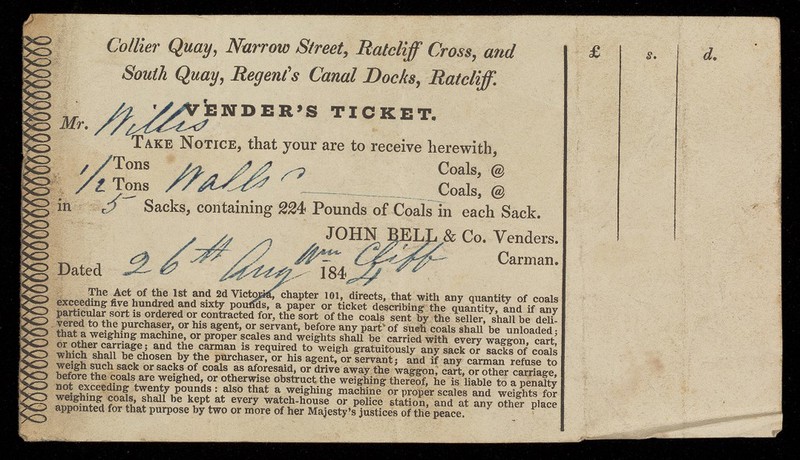 Collier Quay, Narrow Street, Ratcliff Cross, and
South Quay, Regent's Canal Docks, Ratcliff.
£ s. d.
VENDER'S TICKET.
Mr. Willis
TAKE NOTICE, that your are to receive herewith,
Tons Coals, @
1/2 Tons Walls Coals, @
in 5 Sacks, containing 224 Pounds of Coals in each Sack.
JOHN BELL & Co. Venders.
Wm Cliff Carman.
Dated 26th Aug 1844
The Act of the 1st and 2d Victoria, chapter 101, directs, that with any quantity of coals
exceeding five hundred and sixty pounds, a paper or ticket describing the quantity, and if any
particular sort is ordered or contracted for, the sort of the coals sent by the seller, shall be deli-
vered to the purchaser, or his agent, or servant, before any part of such coals shall be unloaded;
that a weighing machine, or proper scales and weights shall be carried with every waggon, cart,
or other carriage; and the carman is required to weigh gratuitously any sack or sacks of coals
which shall be chosen by the purchaser, or his agent, or servant; and if any carman refuse to
weigh such sack or sacks of coals as aforesaid, or drive away the waggon, cart, or other carriage,
before the coals are weighed, or otherwise obstruct the weighing thereof, he is liable to a penalty
not exceeding twenty pounds: also that a weighing machine or proper scales and weights for
weighing coals, shall be kept at every watch-house or police station, and at any other place
appointed for that purpose by two or more of her Majesty's justices of the peace.